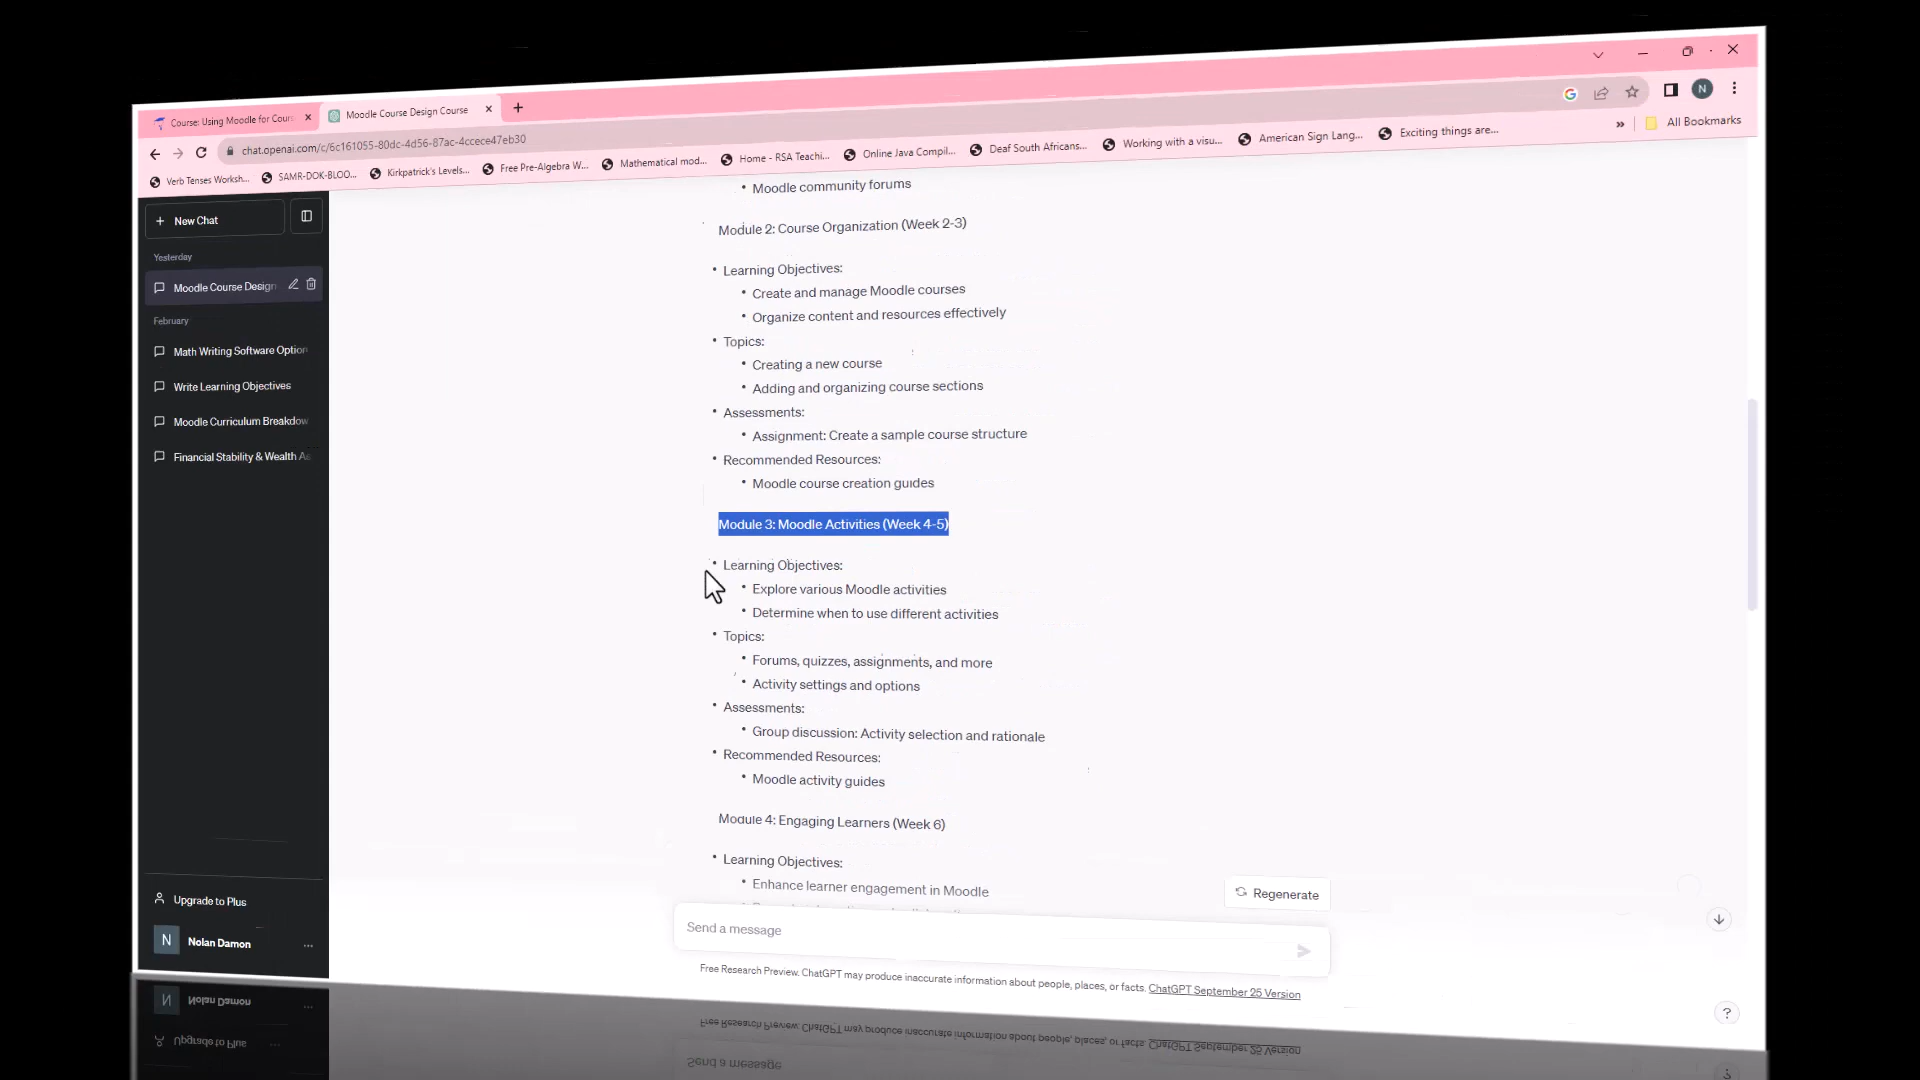 Course: Using Moodle for Cours
Moodle Course Design Course
chat.openai.com/c/6c161055-80dc-4d56-87ac-4ccece47eb30
N
Verb Tenses Worksh...
SAMR-DOK-BLOO...
Kirkpatrick's Levels...
Free Pre-Algebra W...
Mathematical mod...
Home - RSA Teachi...
Online Java Compil...
Deaf South Africans...
Working with a visu...
American Sign Lang...
Exciting things are...
»
All Bookmarks
New Chat
Yesterday
Moodle Course Design
February
Math Writing Software Option
Write Learning Objectives
Moodle Curriculum Breakdow
Financial Stability & Wealth As
Upgrade to Plus
N
Nolan Damon
...
• Moodle community forums
Module 2: Course Organization (Week 2-3)
• Learning Objectives:
• Create and manage Moodle courses
• Organize content and resources effectively
• Topics:
• Creating a new course
• Adding and organizing course sections
• Assessments:
• Assignment: Create a sample course structure
• Recommended Resources:
• Moodle course creation guides
Module 3: Moodle Activities (Week 4-5)
• Learning Objectives:
• Explore various Moodle activities
• Determine when to use different activities
• Topics:
• Forums, quizzes, assignments, and more
• Activity settings and options
• Assessments:
• Group discussion: Activity selection and rationale
• Recommended Resources:
• Moodle activity guides
Module 4: Engaging Learners (Week 6)
• Learning Objectives:
• Enhance learner engagement in Moodle
Regenerate
Send a message
Free Research Preview. ChatGPT may produce inaccurate information about people, places, or facts. ChatGPT September 25 Version
?